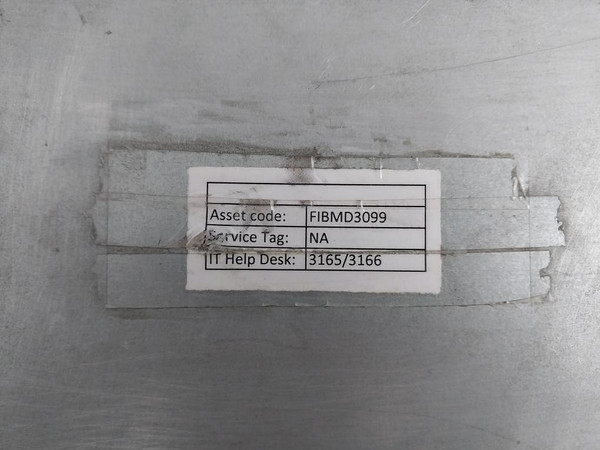 Asset code: FIBMD3099
Service Tag: NA
IT Help Desk: 3165/3166